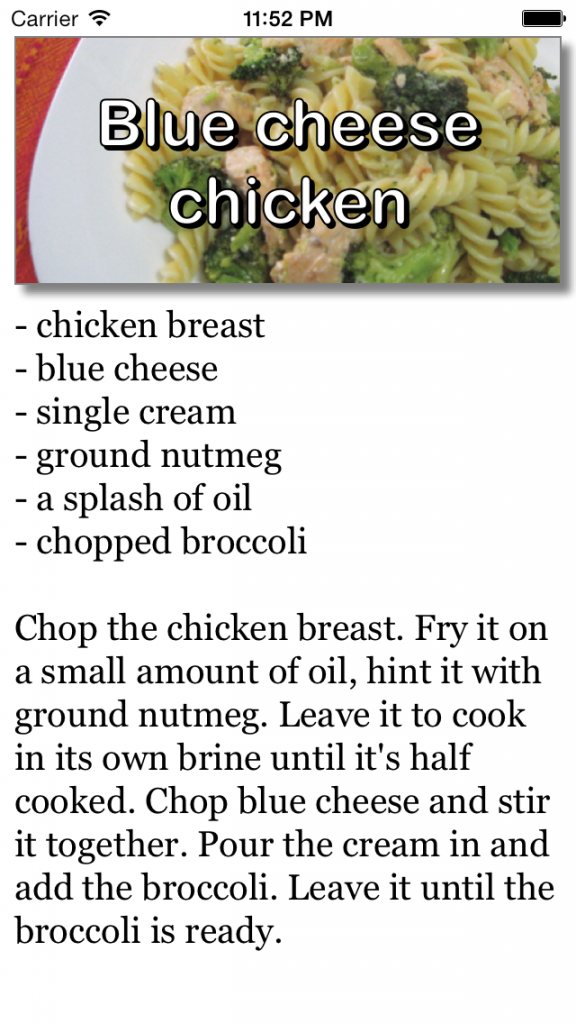 Carrier 11:52 PM
Blue cheese
chicken
- chicken breast
- blue cheese
- single cream
- ground nutmeg
- a splash of oil
- chopped broccoli
Chop the chicken breast. Fry it on
a small amount of oil, hint it with
ground nutmeg. Leave it to cook
in its own brine until it's half
cooked. Chop blue cheese and stir
it together. Pour the cream in and
add the broccoli. Leave it until the
broccoli is ready.